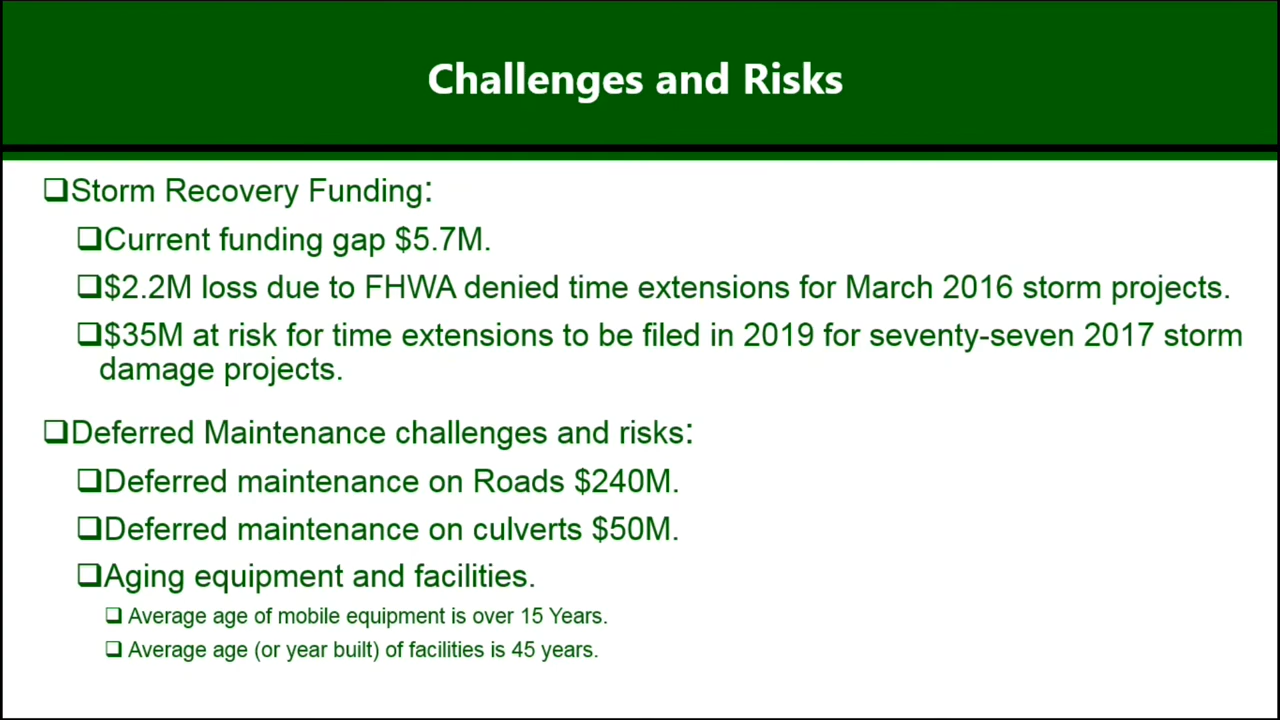 Challenges and Risks
❑Storm Recovery Funding:
❑Current funding gap $5.7M.
❑$2.2M loss due to FHWA denied time extensions for March 2016 storm projects.
❑$35M at risk for time extensions to be filed in 2019 for seventy-seven 2017 storm
damage projects.
❑Deferred Maintenance challenges and risks:
❑Deferred maintenance on Roads $240M.
❑Deferred maintenance on culverts $50M.
❑Aging equipment and facilities.
❑ Average age of mobile equipment is over 15 Years.
❑ Average age (or year built) of facilities is 45 years.